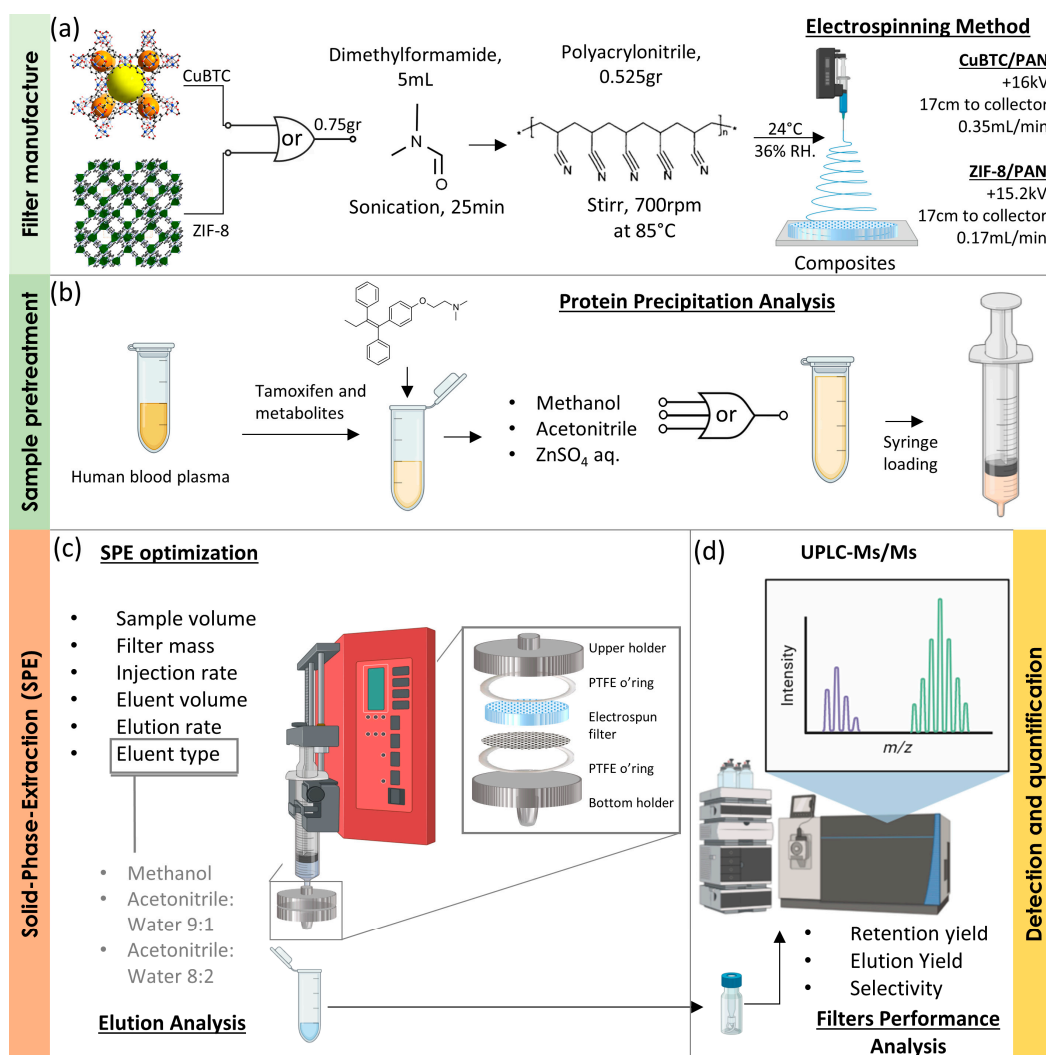 Filter manufacture
(a)
CuBTC
ZIF-8
or
0.75gr
Dimethylformamide,
5mL
N
O
Sonication, 25min
Polyacrylonitrile,
0.525gr
*
*
n
N
N
N
N
N
Stirr, 700rpm
at 85°C
24°C
36% RH.
Electrospinning Method
CuBTC/PAN
+16kV
17cm to collector
0.35mL/min
ZIF-8/PAN
+15.2kV
17cm to collector
0.17mL/min
Composites
Sample pretreatment
(b)
Human blood plasma
Tamoxifen and
metabolites
O
N
Protein Precipitation Analysis
• Methanol
• Acetonitrile
• ZnSO4 aq.
or
Syringe
loading
Solid-Phase-Extraction (SPE)
(c)
SPE optimization
• Sample volume
• Filter mass
• Injection rate
• Eluent volume
• Elution rate
• Eluent type
• Methanol
• Acetonitrile:
Water 9:1
• Acetonitrile:
Water 8:2
Elution Analysis
Upper holder
PTFE o’ring
Electrospun
filter
PTFE o’ring
Bottom holder
(d)
UPLC-Ms/Ms
Intensity
m/z
• Retention yield
• Elution Yield
• Selectivity
Filters Performance
Analysis
Detection and quantification